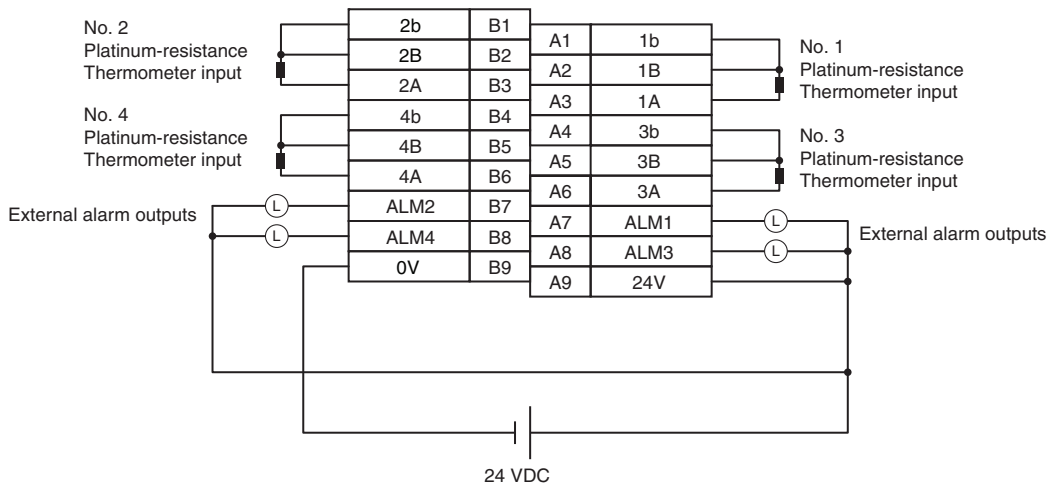 No. 2
Platinum-resistance
Thermometer input
No. 4
Platinum-resistance
Thermometer input
External alarm outputs
L
L
2b B1
2B B2
2A B3
4b B4
4B B5
4A B6
ALM2 B7
ALM4 B8
0V B9
A1 1b
A2 1B
A3 1A
A4 3b
A5 3B
A6 3A
A7 ALM1
A8 ALM3
A9 24V
L
L
No. 1
Platinum-resistance
Thermometer input
No. 3
Platinum-resistance
Thermometer input
External alarm outputs
24 VDC